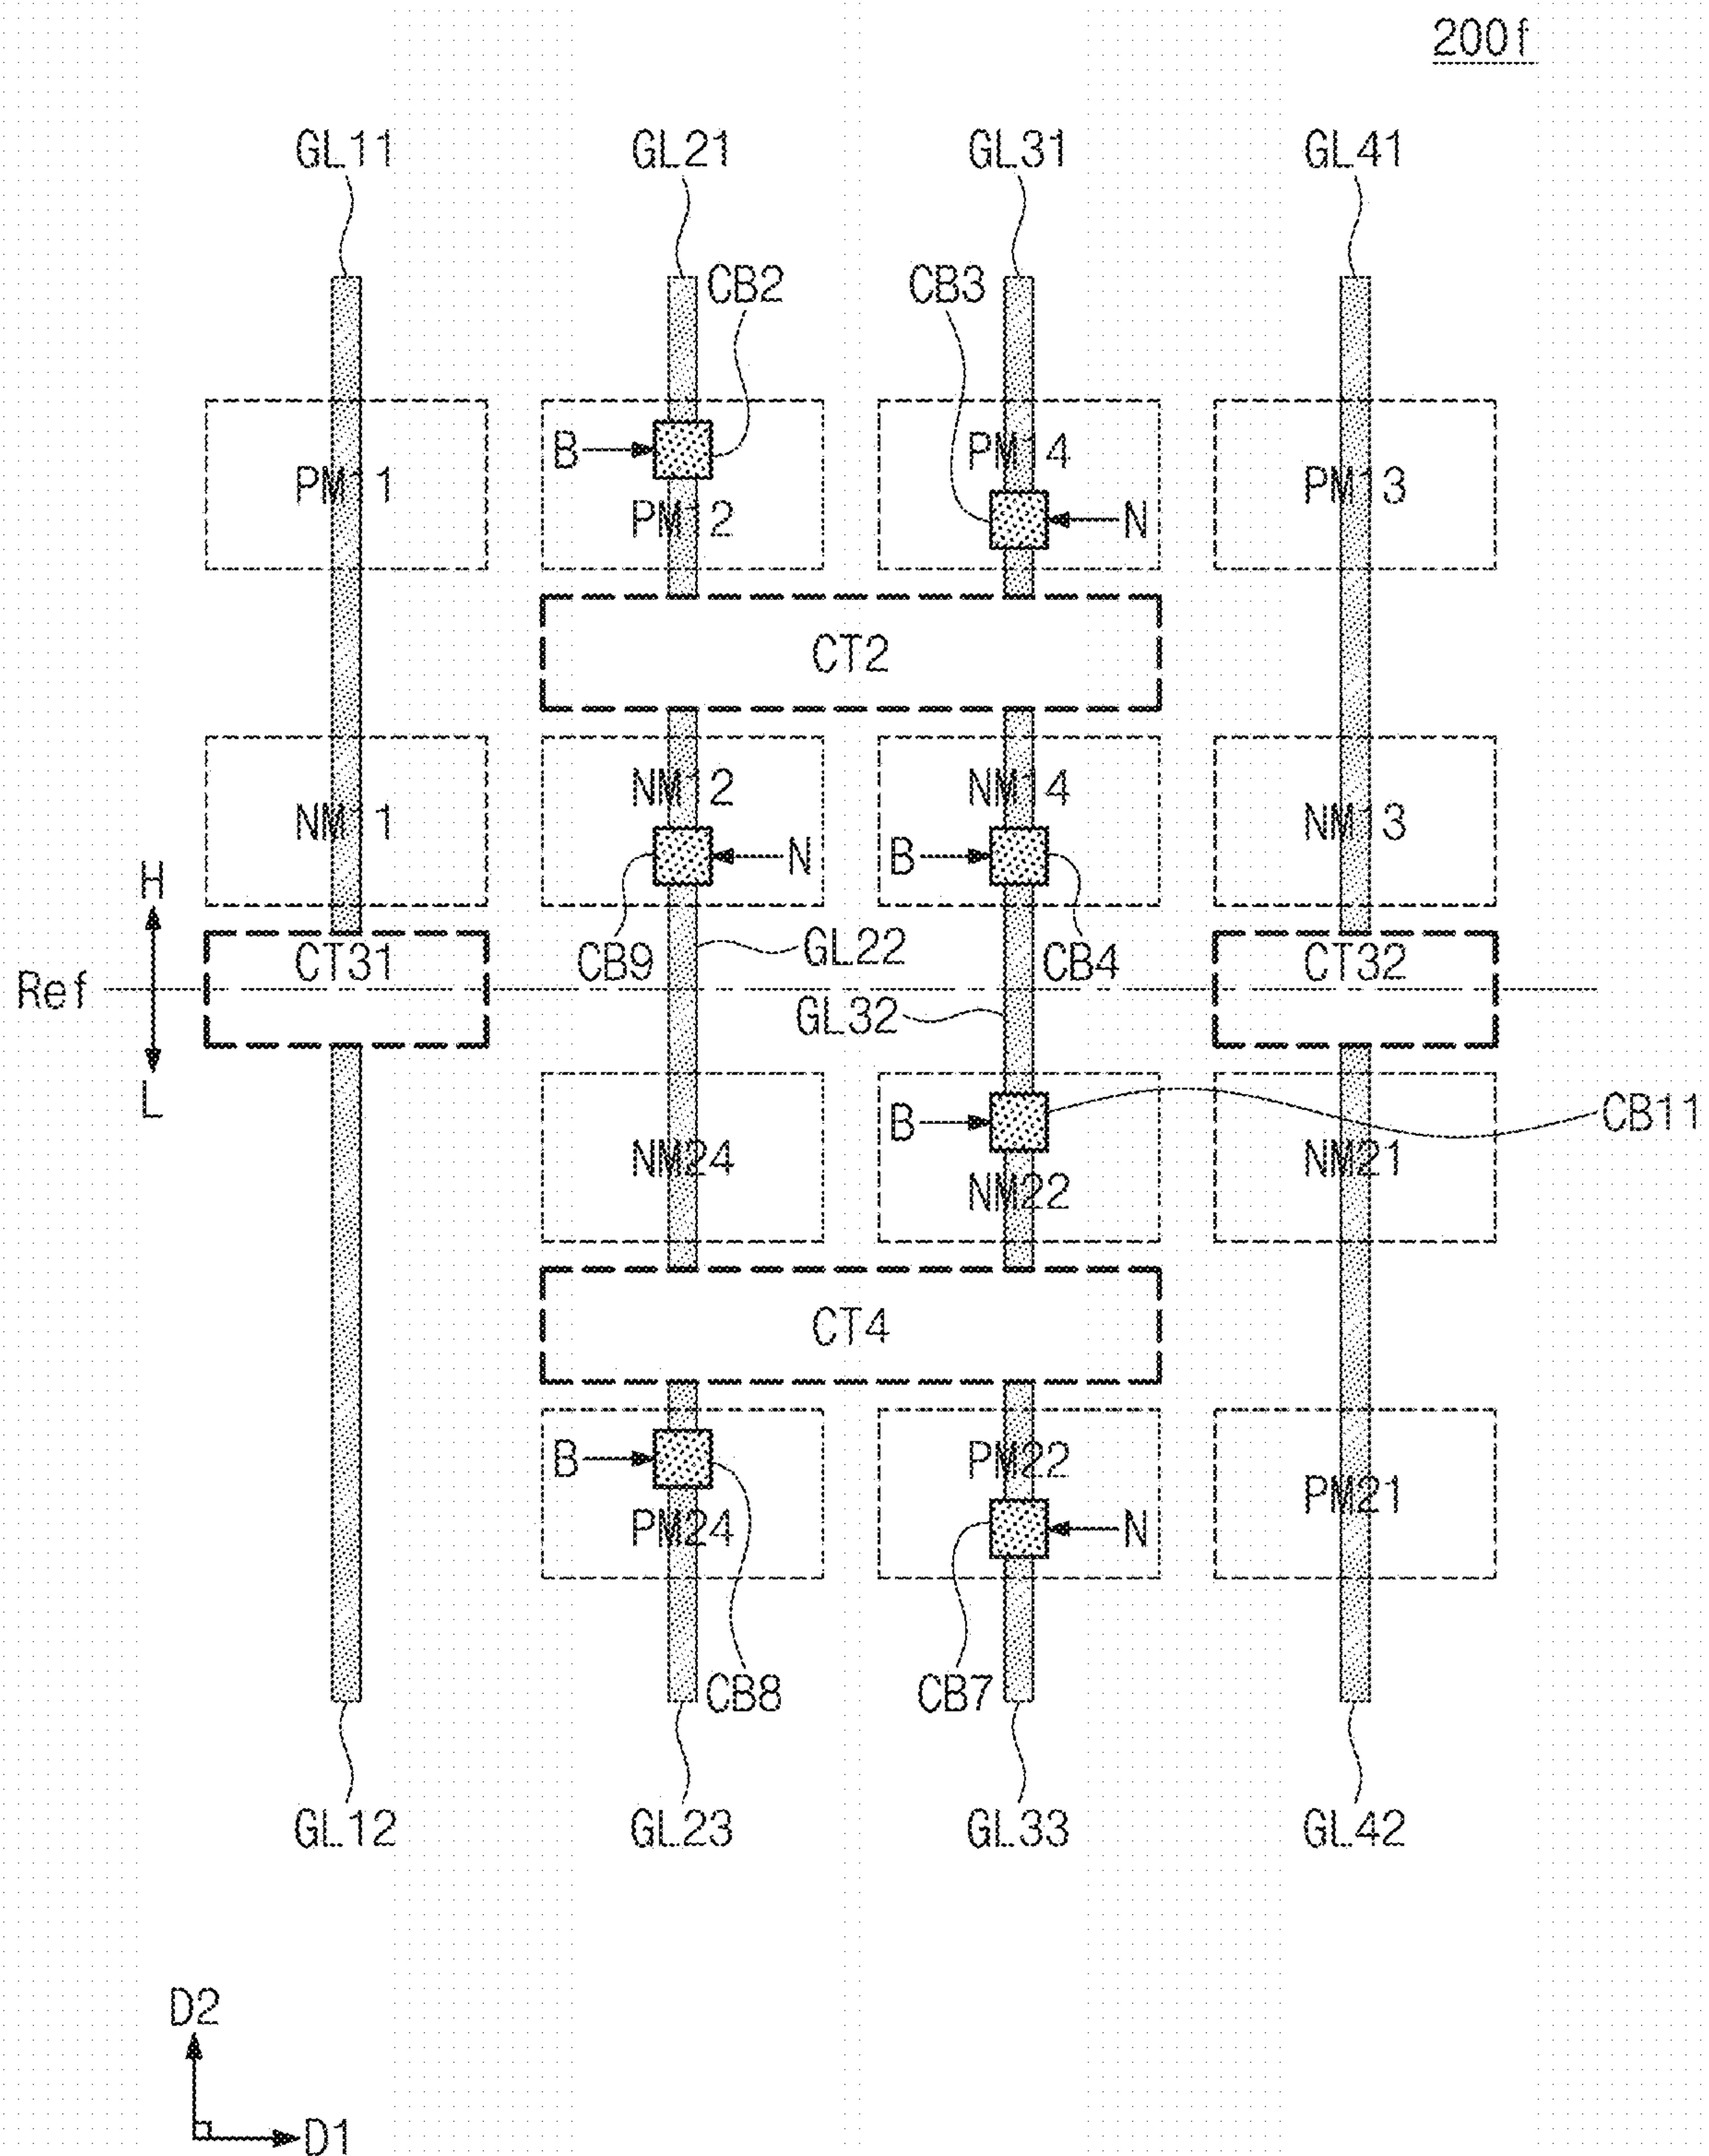 200f
GL11 GL21 GL31 GL41
CB2 CB3
B PM14
PM11 PM13
PM12 N
CT2
NM12 NM14
NM11 NM13
H N B
CB9 GL22 CB4
CT31 CT32
Ref
GL32
L B CB11
NM24 NM21
NM22
CT4
B PM22
PM21
PM24 N
CB8 CB7
GL12 GL23 GL33 GL42
D2
D1